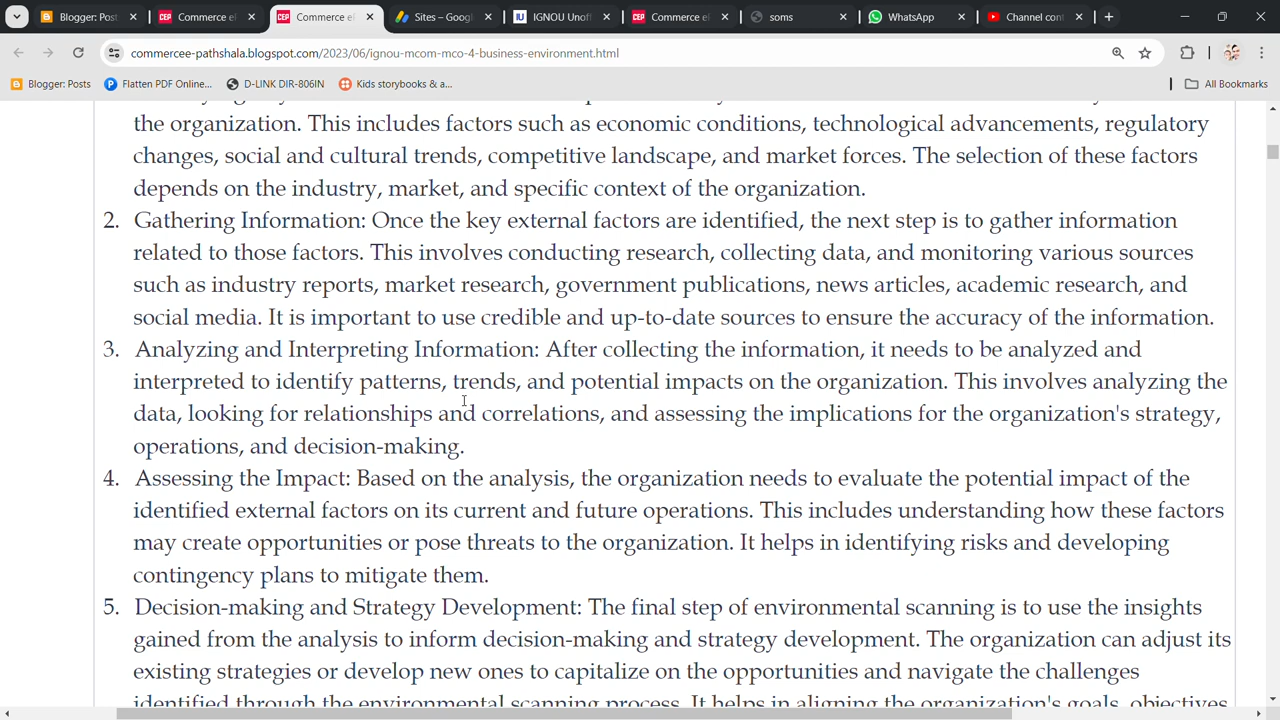 Blogger: Post
Commerce e
Commerce e
Sites – Goog
IGNOU Unof
Commerce e
soms
WhatsApp
Channel con
commercee-pathshala.blogspot.com/2023/06/ignou-mcom-mco-4-business-environment.html
Blogger: Posts
Flatten PDF Online...
D-LINK DIR-806IN
Kids storybooks & a...
All Bookmarks
the organization. This includes factors such as economic conditions, technological advancements, regulatory
changes, social and cultural trends, competitive landscape, and market forces. The selection of these factors
depends on the industry, market, and specific context of the organization.
2. Gathering Information: Once the key external factors are identified, the next step is to gather information
related to those factors. This involves conducting research, collecting data, and monitoring various sources
such as industry reports, market research, government publications, news articles, academic research, and
social media. It is important to use credible and up-to-date sources to ensure the accuracy of the information.
3. Analyzing and Interpreting Information: After collecting the information, it needs to be analyzed and
interpreted to identify patterns, trends, and potential impacts on the organization. This involves analyzing the
data, looking for relationships and correlations, and assessing the implications for the organization's strategy,
operations, and decision-making.
4. Assessing the Impact: Based on the analysis, the organization needs to evaluate the potential impact of the
identified external factors on its current and future operations. This includes understanding how these factors
may create opportunities or pose threats to the organization. It helps in identifying risks and developing
contingency plans to mitigate them.
5. Decision-making and Strategy Development: The final step of environmental scanning is to use the insights
gained from the analysis to inform decision-making and strategy development. The organization can adjust its
existing strategies or develop new ones to capitalize on the opportunities and navigate the challenges
identified through the environmental scanning process. It helps in aligning the organization's goals, objectives